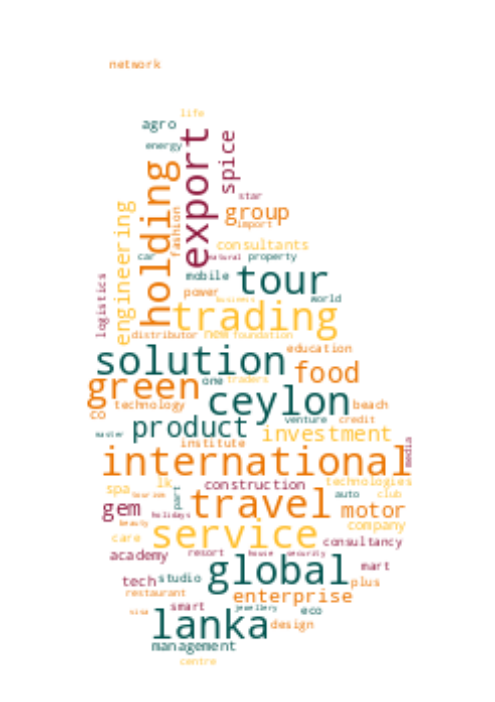 network
life
agro
export
spice
energy
holding
star
engineering
fashion
group
import
consultants
car
natural
property
mobile
tour
logistics
power
business
world
trading
distributor
new
foundation
solution
education
food
green
one
traders
ceylon
technology
beach
co
product
venture
credit
master
investment
institute
media
international
construction
technologies
spa
lk
tourism
part
travel
auto
club
gem
holidays
motor
beauty
service
company
care
consultancy
academy
resort
house
security
global
mart
tech
studio
plus
restaurant
enterprise
visa
smart
jewellery
eco
lanka
design
management
centre